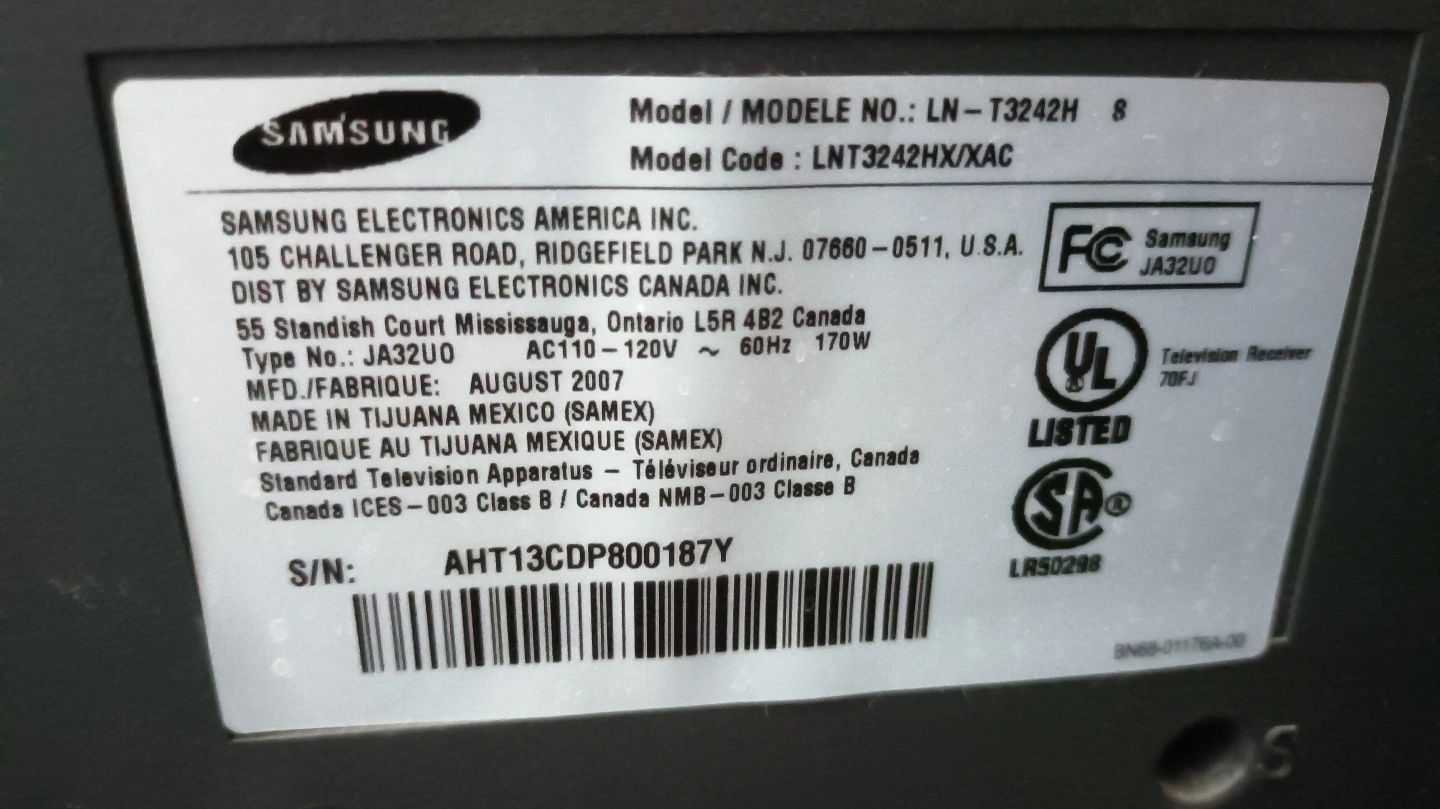 SAMSUNG
Model / MODELE NO.: LN-T3242H 8
Model Code : LNT3242HX/XAC
SAMSUNG ELECTRONICS AMERICA INC.
105 CHALLENGER ROAD, RIDGEFIELD PARK N.J. 07660-0511, U.S.A.
DIST BY SAMSUNG ELECTRONICS CANADA INC.
55 Standish Court Mississauga, Ontario L5R 4B2 Canada
Type No.: JA32UO AC110-120V ~ 60Hz 170W
MFD./FABRIQUE: AUGUST 2007
MADE IN TIJUANA MEXICO (SAMEX)
FABRIQUE AU TIJUANA MEXIQUE (SAMEX)
Standard Television Apparatus - Téléviseur ordinaire, Canada
Canada ICES-003 Class B / Canada NMB-003 Classe B
FC Samsung
JA32UO
UL ® Television Receiver
70FJ
LISTED
SA ®
LR50298
S/N: AHT13CDP800187Y
BN68-01176A-00
S